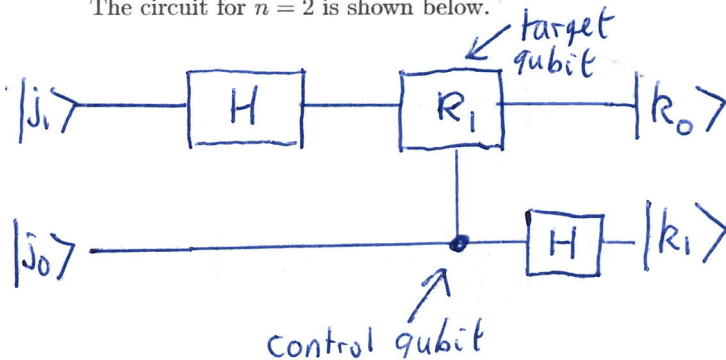 The circuit for n = 2 is shown below.
target
qubit
|j₁⟩ H R₁ |k₀⟩
|j₀⟩ H |k₁⟩
control qubit